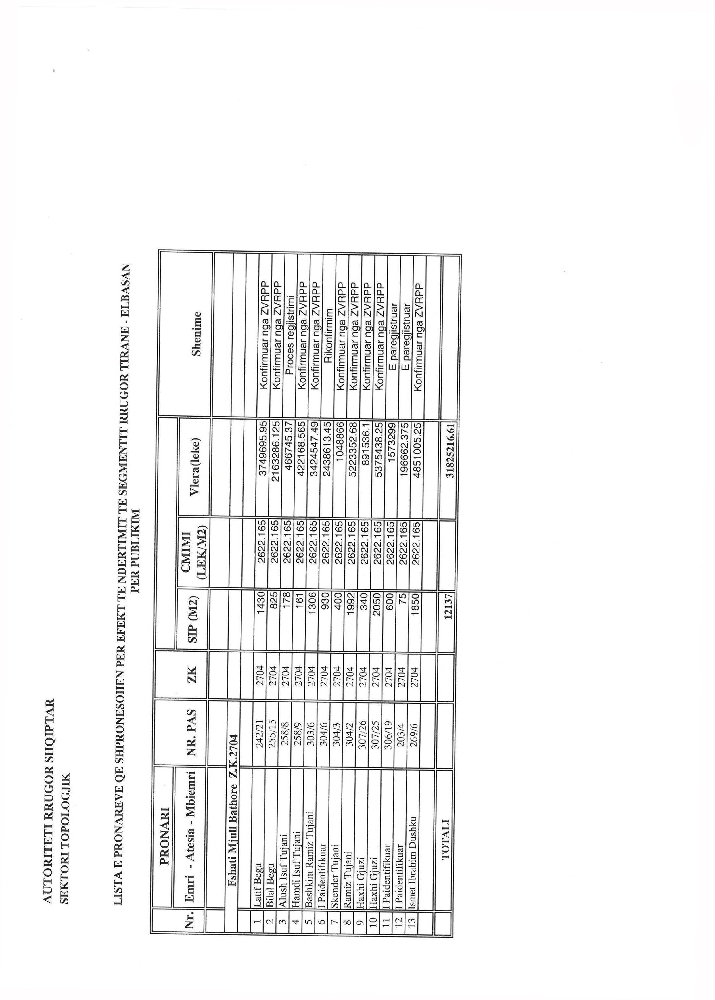 AUTORITETI RRUGOR SHQIPTAR
SEKTORI TOPOLOGJIK
LISTA E PRONAREVE QE SHPRONESOHEN PER EFEKT TE NDERTIMIT TE SEGMENTIT RRUGOR TIRANE - ELBASAN
PER PUBLIKIM
PRONARI
Nr. Emri - Atesia - Mbiemri NR. PAS ZK SIP (M2) CMIMI (LEK/M2) Vlera(leke) Shenime
Fshati Mjull Bathore Z.K.2704
1 Latif Begu 242/21 2704 1430 2622.165 3749695.95 Konfirmuar nga ZVRPP
2 Bilal Begu 255/15 2704 825 2622.165 2163286.125 Konfirmuar nga ZVRPP
3 Alush Isuf Tujani 258/8 2704 178 2622.165 466745.37 Proces regjistrimi
4 Hamdi Isuf Tujani 258/9 2704 161 2622.165 422168.565 Konfirmuar nga ZVRPP
5 Bashkim Ramiz Tujani 303/6 2704 1306 2622.165 3424547.49 Konfirmuar nga ZVRPP
6 I Paidentifikuar 304/6 2704 930 2622.165 2438613.45 Rikonfirmim
7 Skender Tujani 304/3 2704 400 2622.165 1048866 Konfirmuar nga ZVRPP
8 Ramiz Tujani 304/2 2704 1992 2622.165 5223352.68 Konfirmuar nga ZVRPP
9 Haxhi Gjuzi 307/26 2704 340 2622.165 891536.1 Konfirmuar nga ZVRPP
10 Haxhi Gjuzi 307/25 2704 2050 2622.165 5375438.25 Konfirmuar nga ZVRPP
11 I Paidentifikuar 306/19 2704 600 2622.165 1573299 E paregjistruar
12 I Paidentifikuar 203/4 2704 75 2622.165 196662.375 E paregjistruar
13 Ismet Ibrahim Dushku 269/6 2704 1850 2622.165 4851005.25 Konfirmuar nga ZVRPP
TOTALI 12137 31825216.61